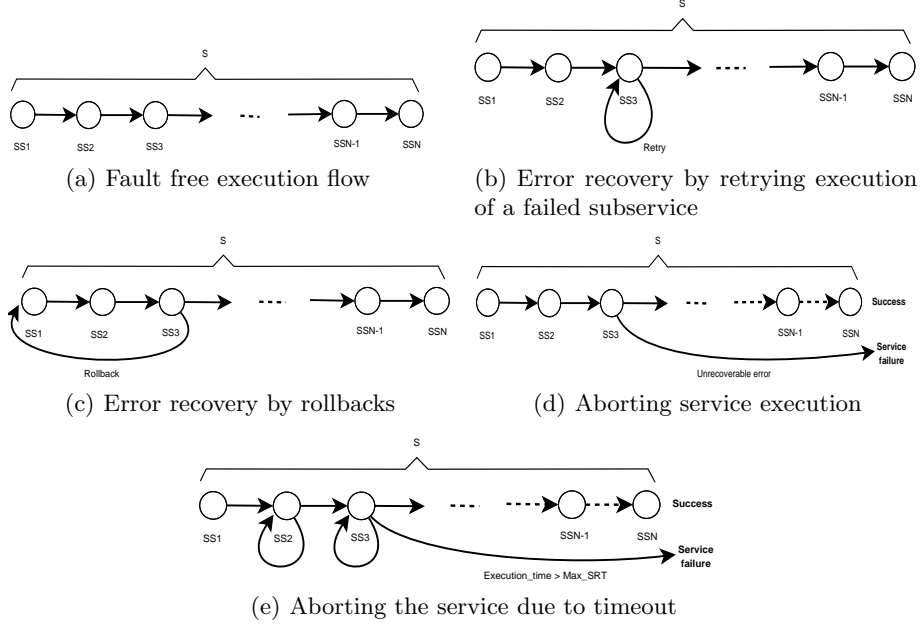 S
SS1 SS2 SS3 SSN-1 SSN
(a) Fault free execution flow
S
SS1 SS2 SS3 SSN-1 SSN
Retry
(b) Error recovery by retrying execution
of a failed subservice
S
SS1 SS2 SS3 SSN-1 SSN
Rollback
(c) Error recovery by rollbacks
S
Success
SS1 SS2 SS3 SSN-1 SSN
Service
failure
Unrecoverable error
(d) Aborting service execution
S
Success
SS1 SS2 SS3 SSN-1 SSN
Service
failure
Execution_time > Max_SRT
(e) Aborting the service due to timeout